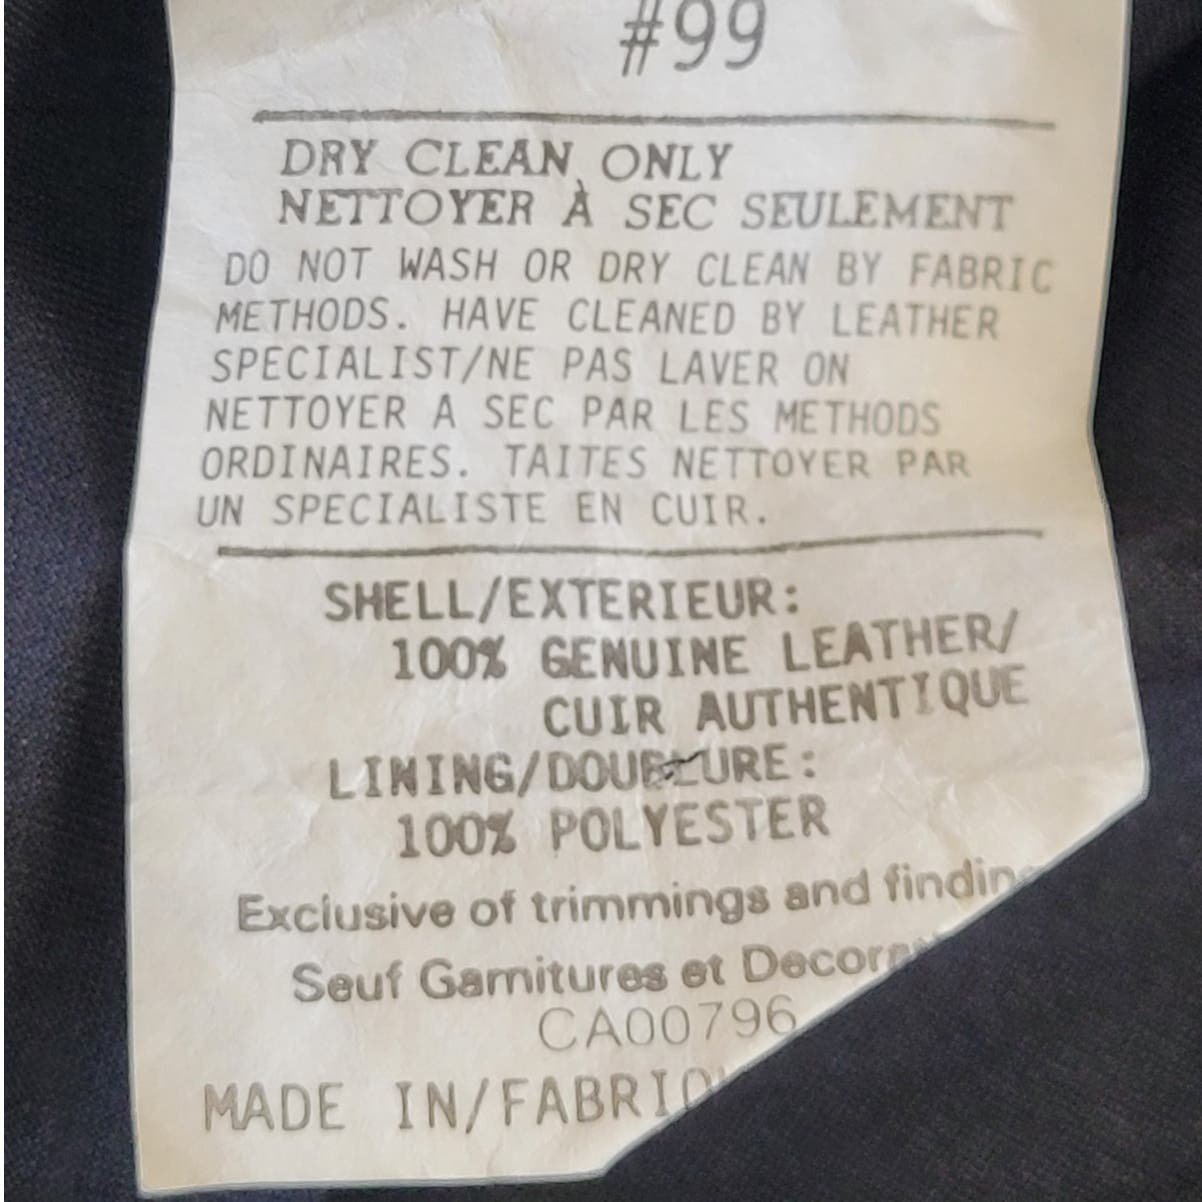 #99
DRY CLEAN ONLY
NETTOYER À SEC SEULEMENT
DO NOT WASH OR DRY CLEAN BY FABRIC
METHODS. HAVE CLEANED BY LEATHER
SPECIALIST/NE PAS LAVER ON
NETTOYER A SEC PAR LES METHODS
ORDINAIRES. TAITES NETTOYER PAR
UN SPECIALISTE EN CUIR.
SHELL/EXTERIEUR:
100% GENUINE LEATHER/
CUIR AUTHENTIQUE
LINING/DOUBLURE:
100% POLYESTER
Exclusive of trimmings and
Seuf Garnitures et
CA00796
MADE IN/